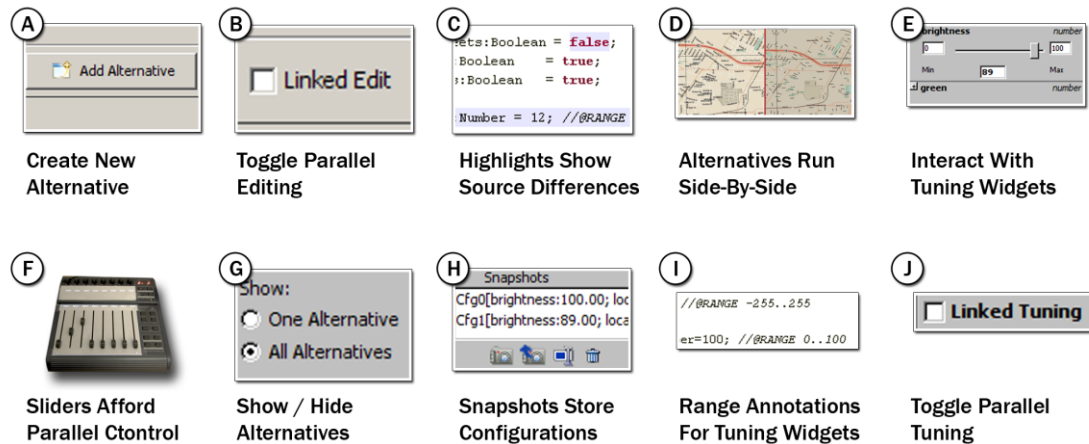 A
Add Alternative
Create New
Alternative
B
Linked Edit
Toggle Parallel
Editing
C
ets:Boolean = false;
:Boolean = true;
s:Boolean = true;
:Number = 12; //@RANGE
Highlights Show
Source Differences
D
Alternatives Run
Side-By-Side
E
brightness number
0 100
Min 89 Max
green number
Interact With
Tuning Widgets
F
Sliders Afford
Parallel Ctontrol
G
Show:
One Alternative
All Alternatives
Show / Hide
Alternatives
H
Snapshots
Cfg0[brightness:100.00; loc
Cfg1[brightness:89.00; loca
Snapshots Store
Configurations
I
//@RANGE -255..255
er=100; //@RANGE 0..100
Range Annotations
For Tuning Widgets
J
Linked Tuning
Toggle Parallel
Tuning